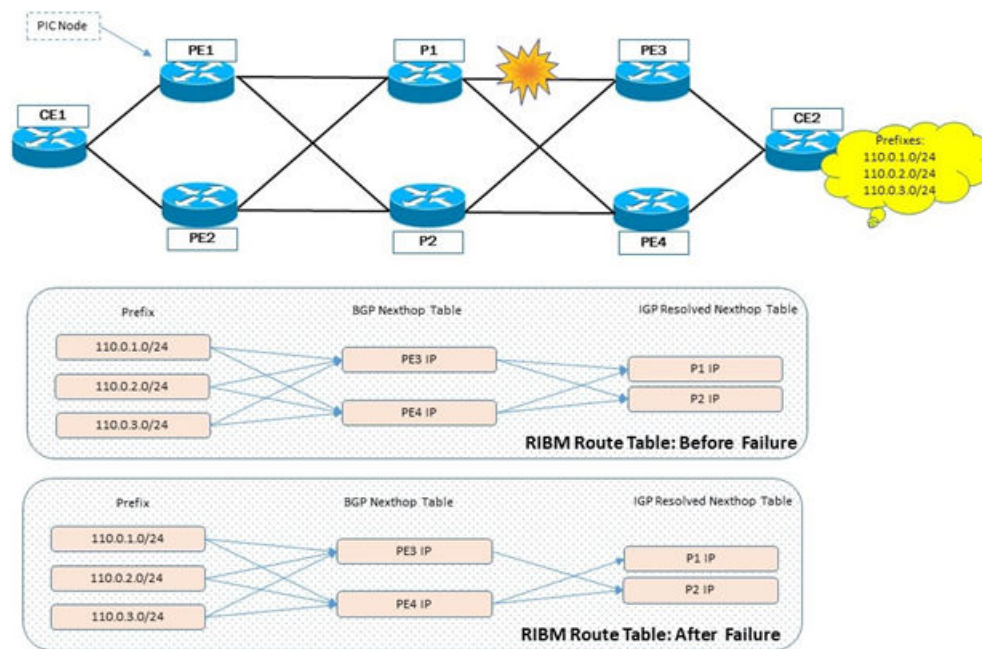 PIC Node
PE1
P1
PE3
CE1
CE2
Prefixes:
110.0.1.0/24
110.0.2.0/24
110.0.3.0/24
PE2
P2
PE4
Prefix
BGP Nexthop Table
IGP Resolved Nexthop Table
110.0.1.0/24
PE3 IP
P1 IP
110.0.2.0/24
P2 IP
110.0.3.0/24
PE4 IP
RIBM Route Table: Before Failure
Prefix
BGP Nexthop Table
IGP Resolved Nexthop Table
110.0.1.0/24
PE3 IP
P1 IP
110.0.2.0/24
P2 IP
110.0.3.0/24
PE4 IP
RIBM Route Table: After Failure